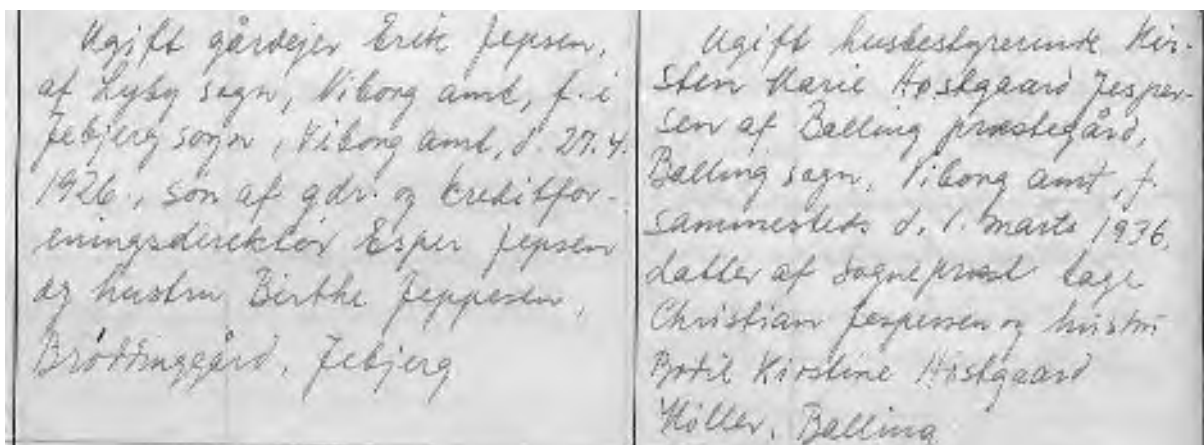 Ugift gårdejer Erik Jepsen,
af Lyby sogn, Viborg amt, f. i
Jebjerg sogn, Viborg amt, d. 27.4.
1926., søn af gdr. og kreditfor-
eningsdirektør Esper Jepsen
og hustru Birthe Jeppesen,
Brøddinggård, Jebjerg
Ugift husbestyrerinde Kir-
sten Marie Høstgaard Jesper-
sen af Balling præstegård,
Balling sogn, Viborg amt, f.
sammesteds d. 1. marts 1936,
datter af sognepræst Aage
Christian Jespersen og hustru
Bodil Kirstine Høstgaard
Møller, Balling